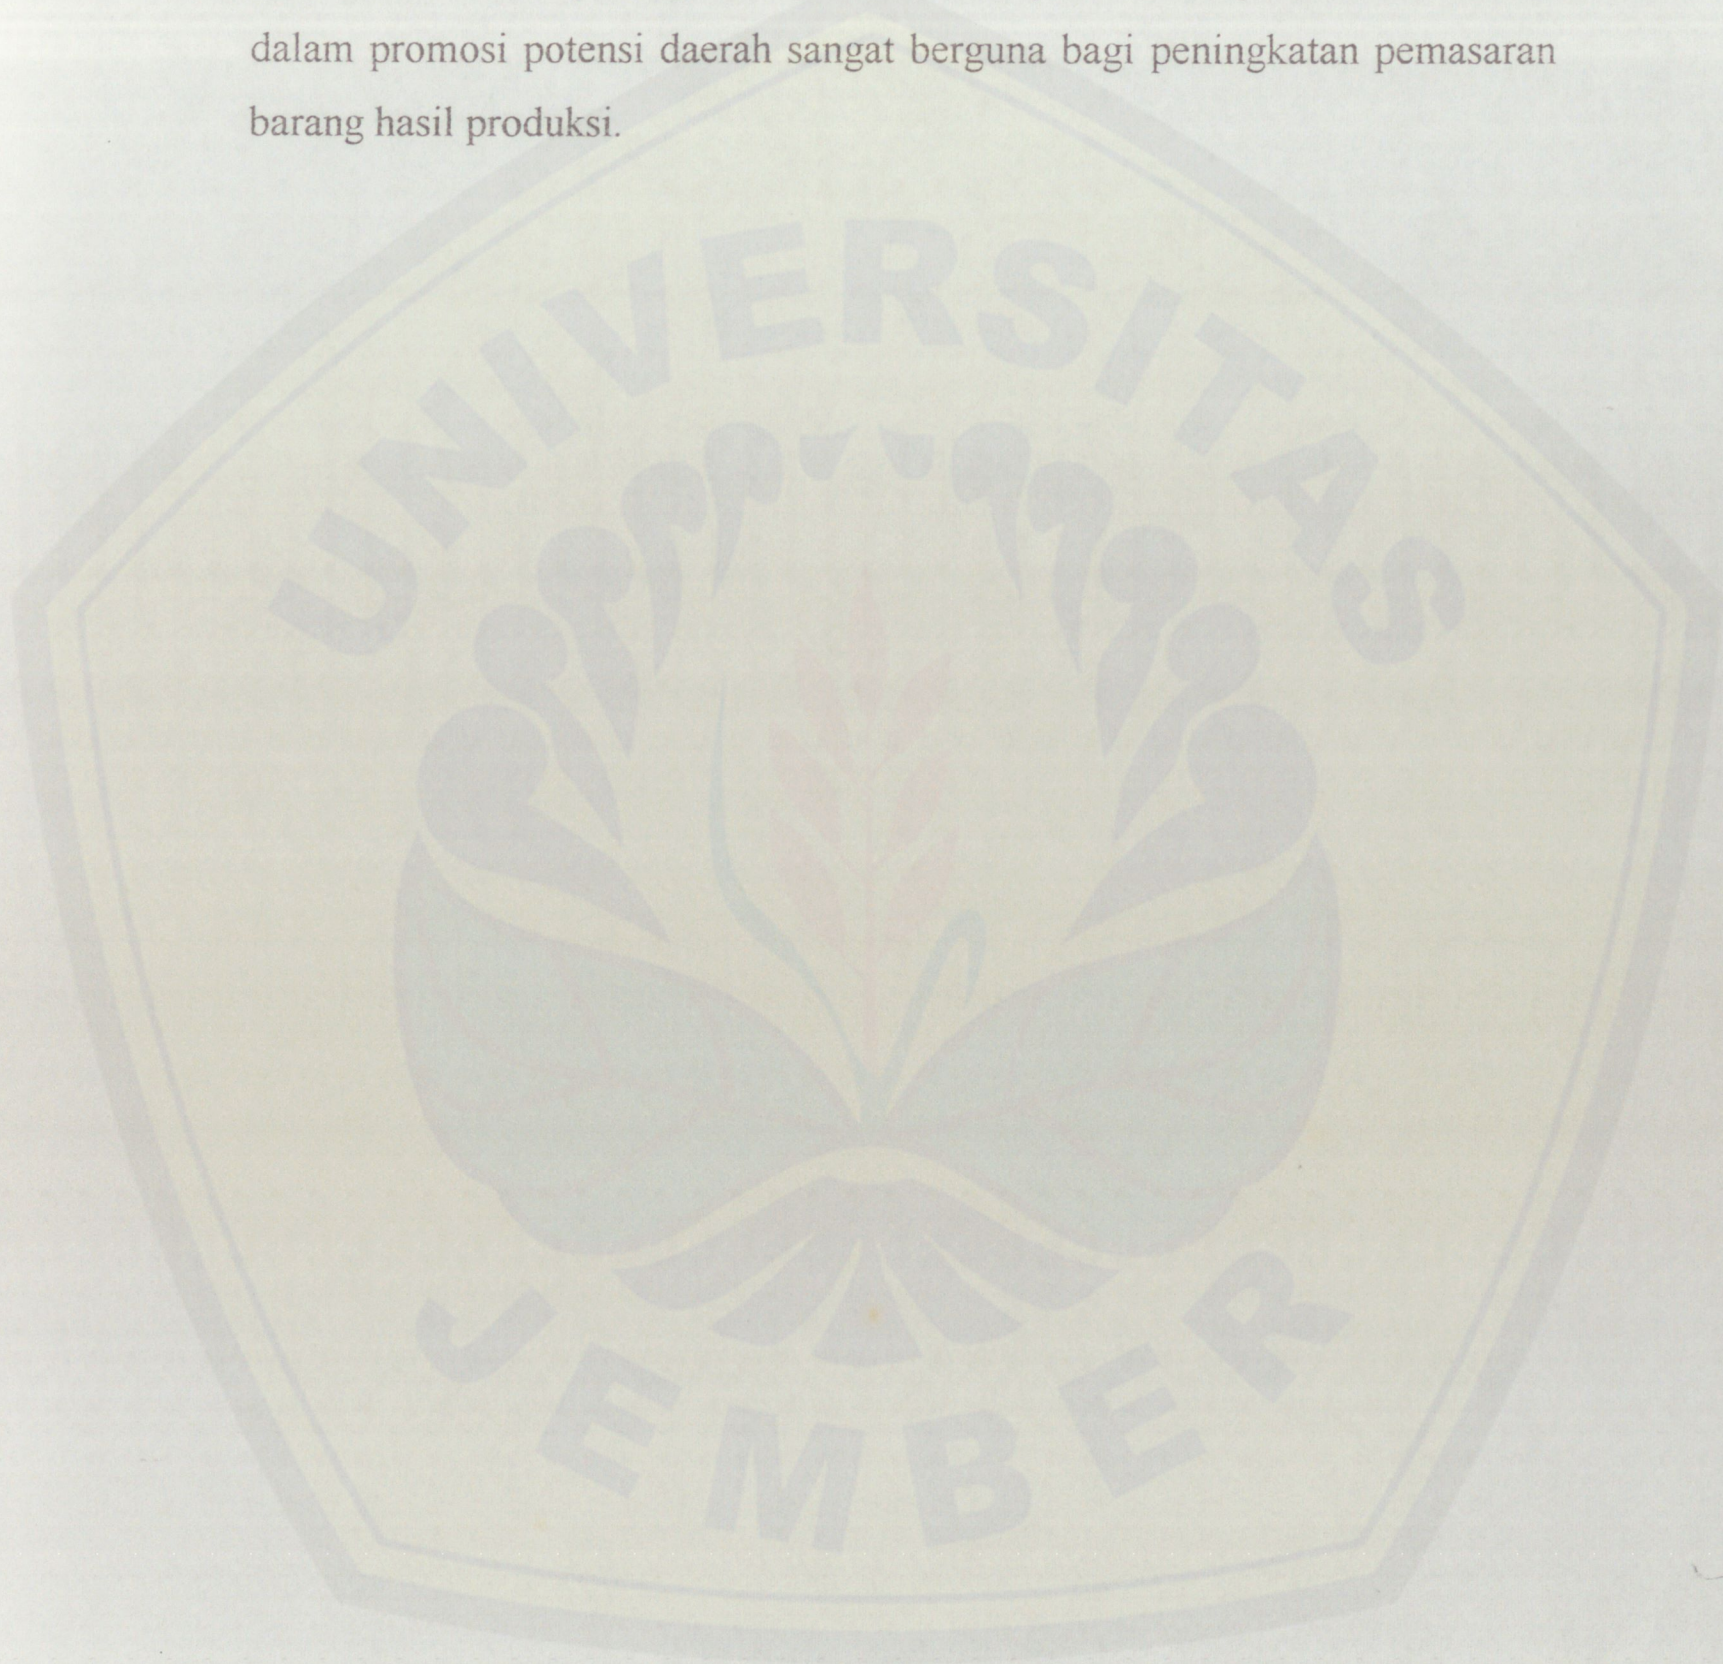 dalam promosi potensi daerah sangat berguna bagi peningkatan pemasaran
barang hasil produksi.
UNIVERSITAS
JEMBER